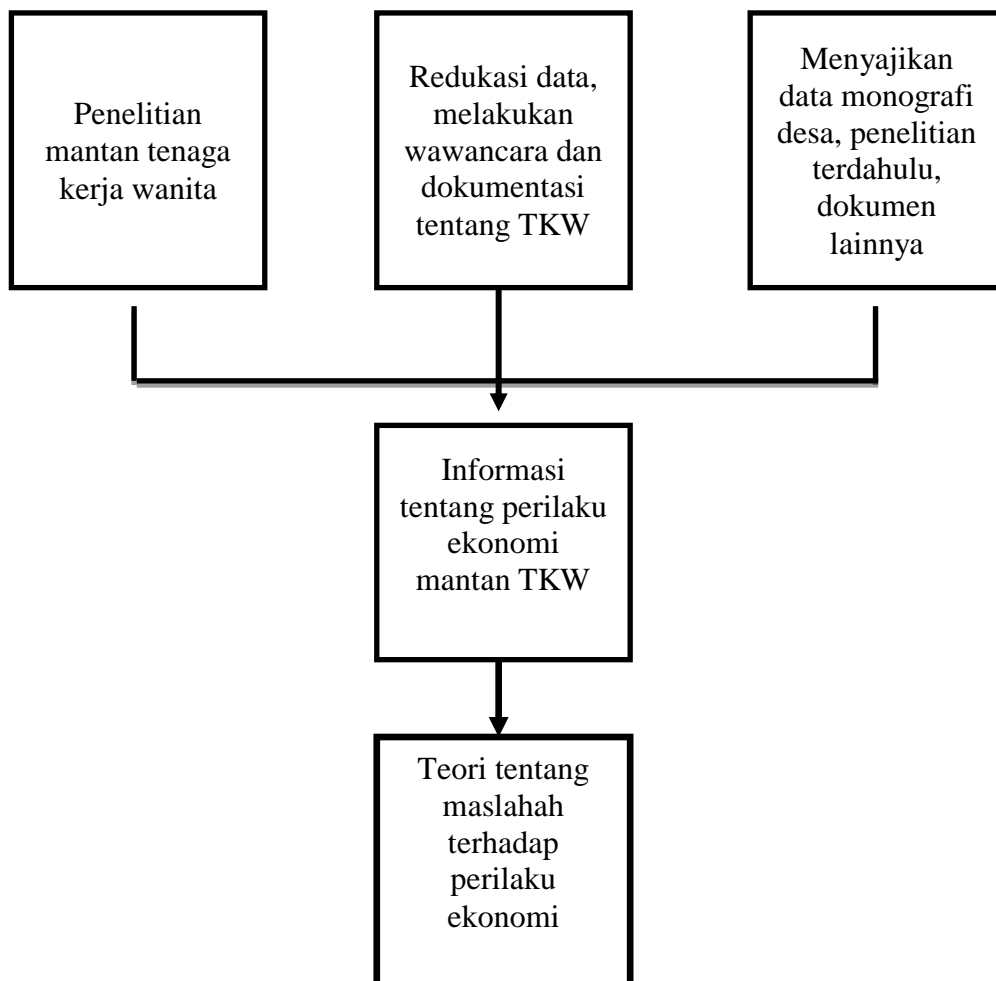 Penelitian
mantan tenaga
kerja wanita
Redukasi data,
melakukan
wawancara dan
dokumentasi
tentang TKW
Menyajikan
data monografi
desa, penelitian
terdahulu,
dokumen
lainnya
Informasi
tentang perilaku
ekonomi
mantan TKW
Teori tentang
maslahah
terhadap
perilaku
ekonomi